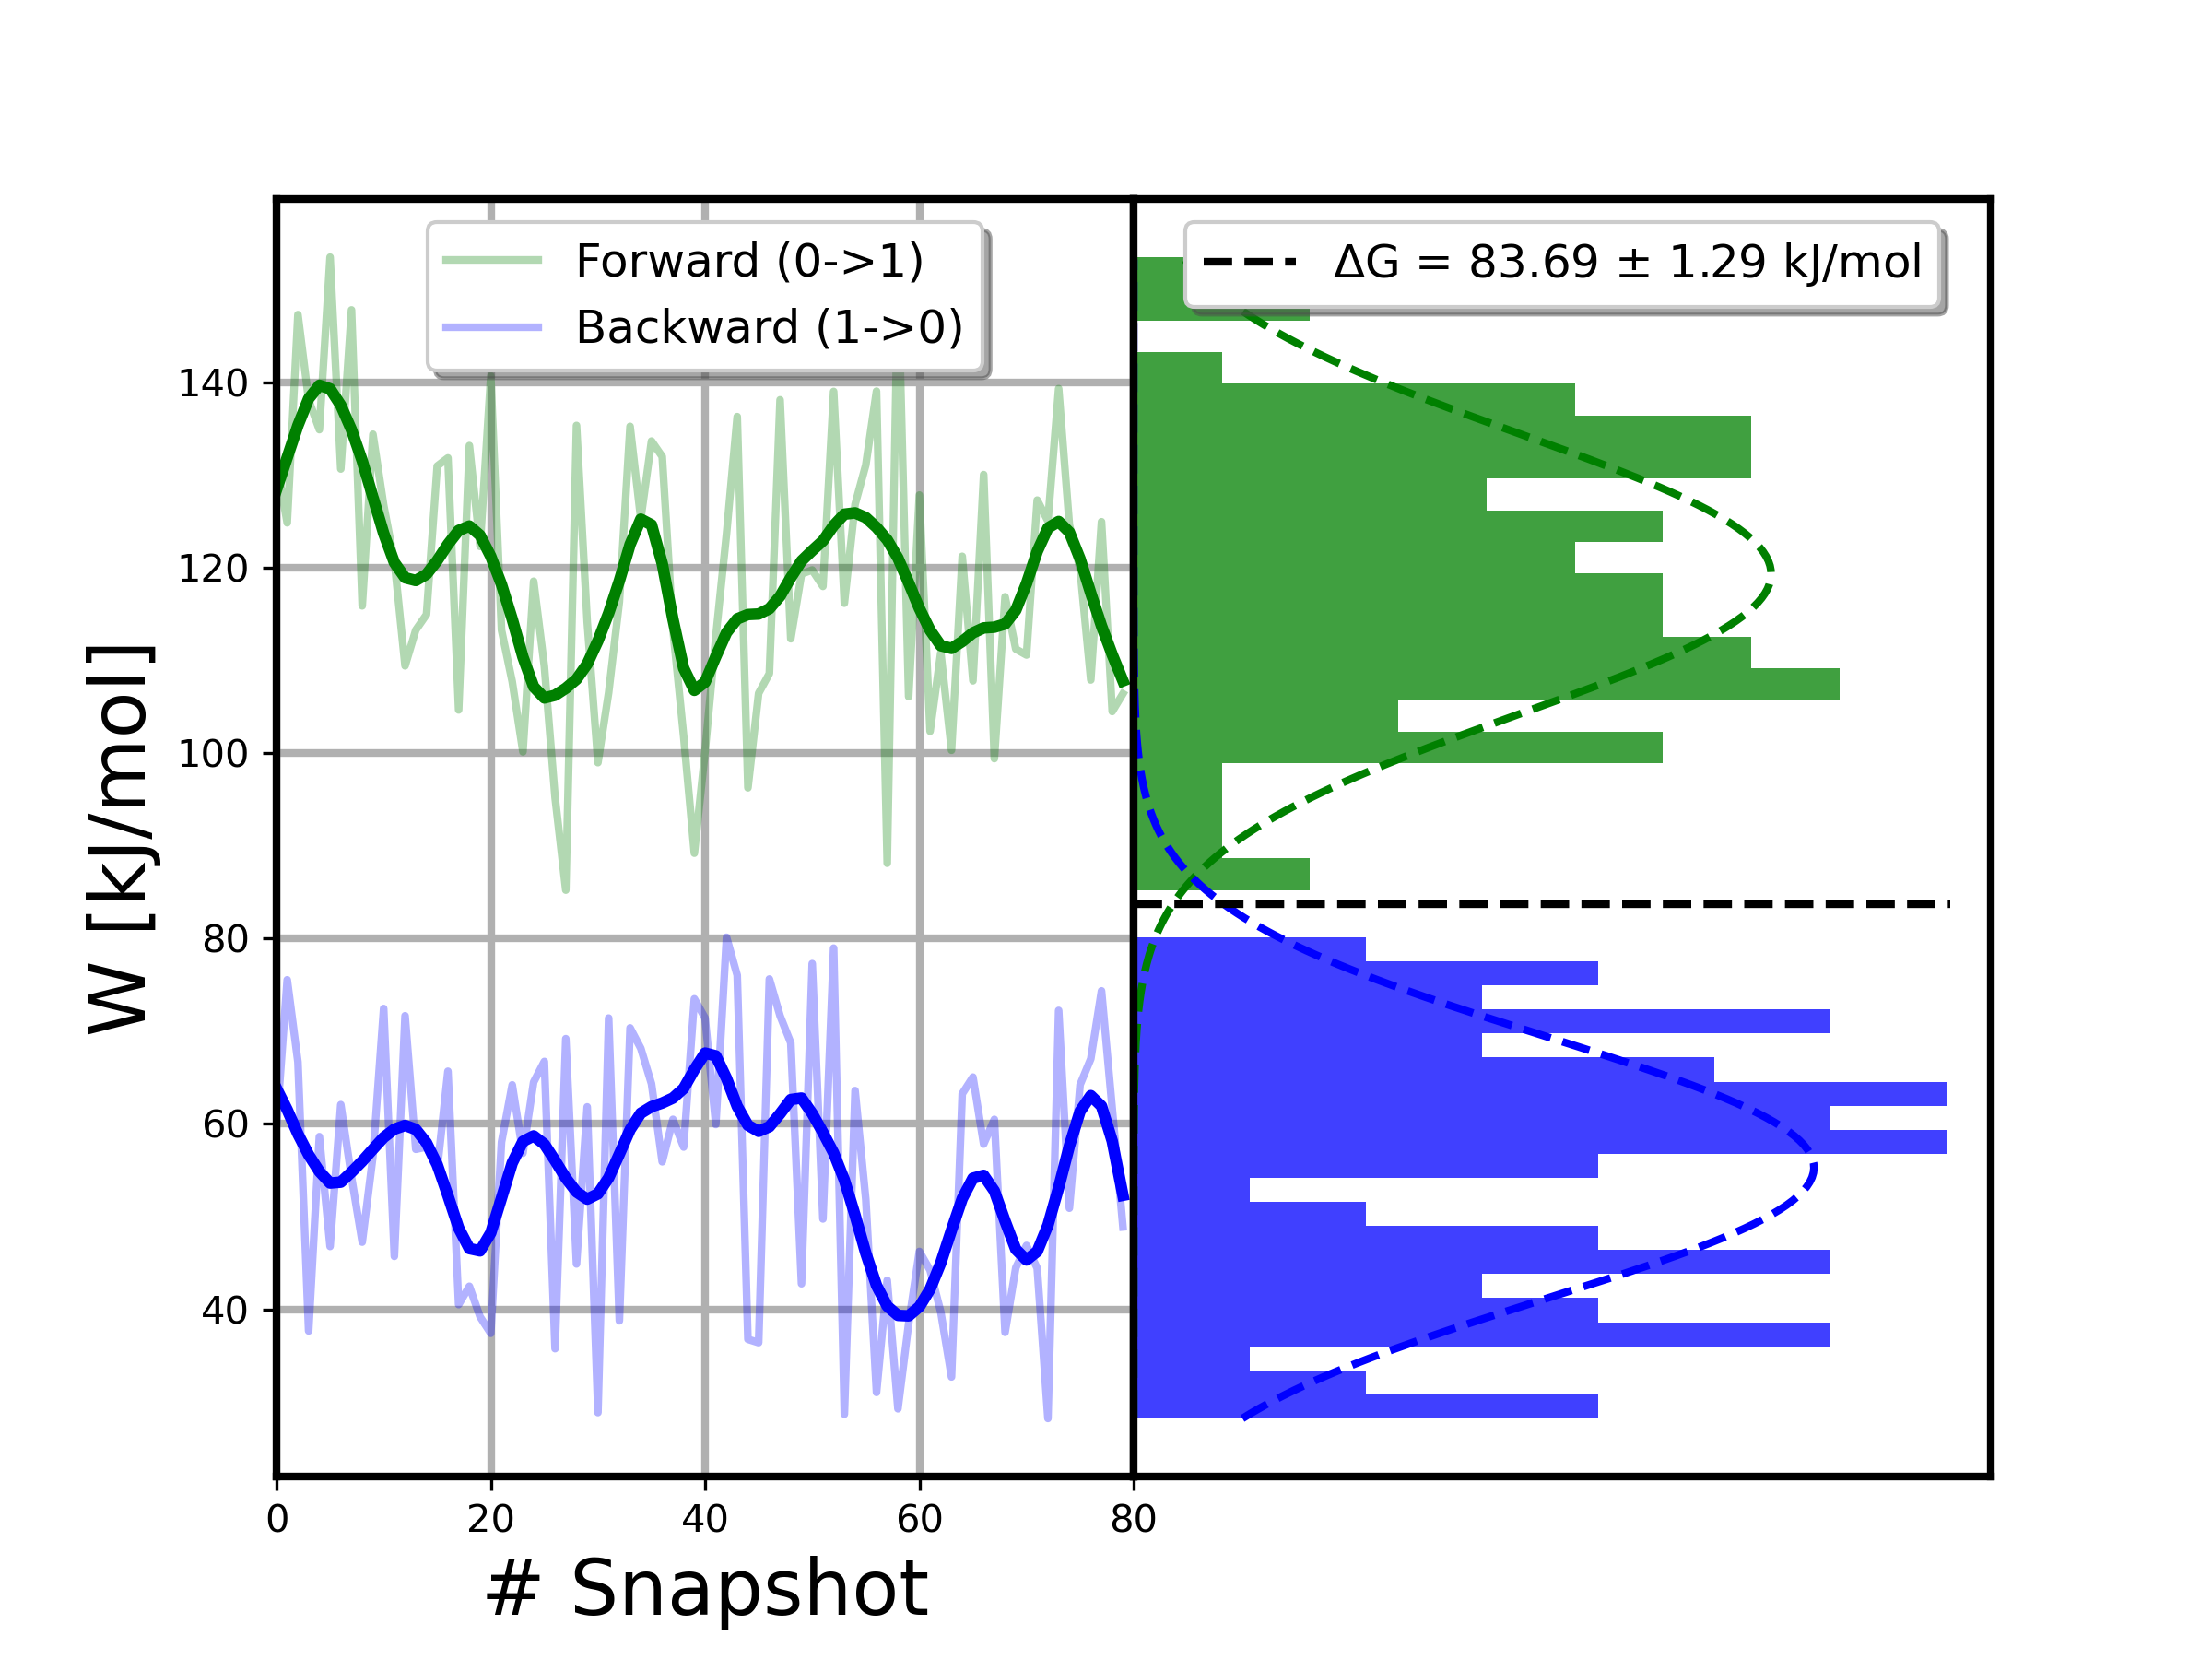 Forward (0->1)
Backward (1->0)
ΔG = 83.69 ± 1.29 kJ/mol
W [kJ/mol]
140
120
100
80
60
40
0
20
40
60
80
# Snapshot